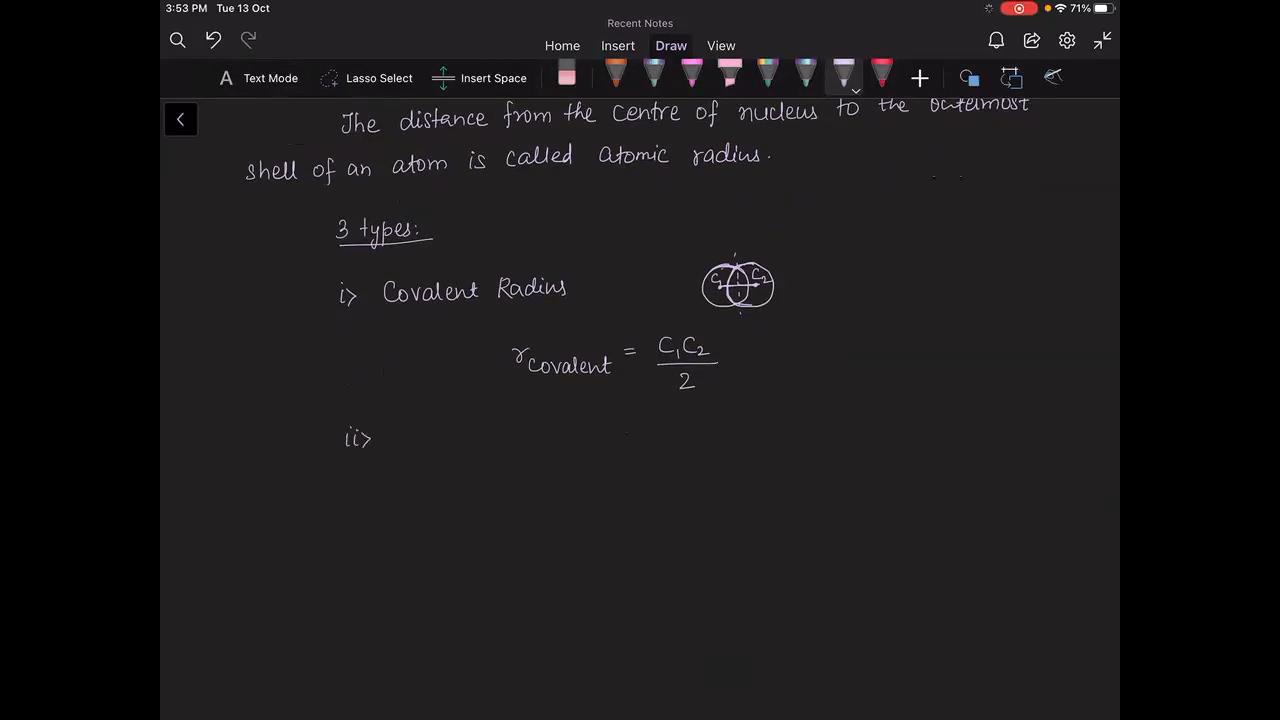 3:53 PM Tue 13 Oct
71%
Recent Notes
Home Insert Draw View
A Text Mode Lasso Select Insert Space
The distance from the centre of nucleus to the outelmost
shell of an atom is called atomic radius.
3 types:
i> Covalent Radius
C₁ C₂
r covalent = C₁C₂ / 2
ii>